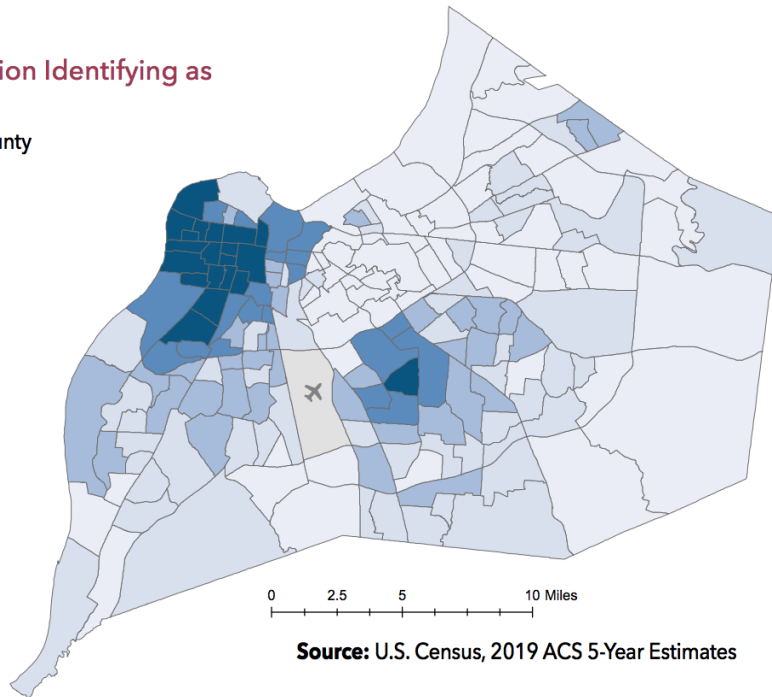 ion Identifying as
unty
0 2.5 5 10 Miles
Source: U.S. Census, 2019 ACS 5-Year Estimates